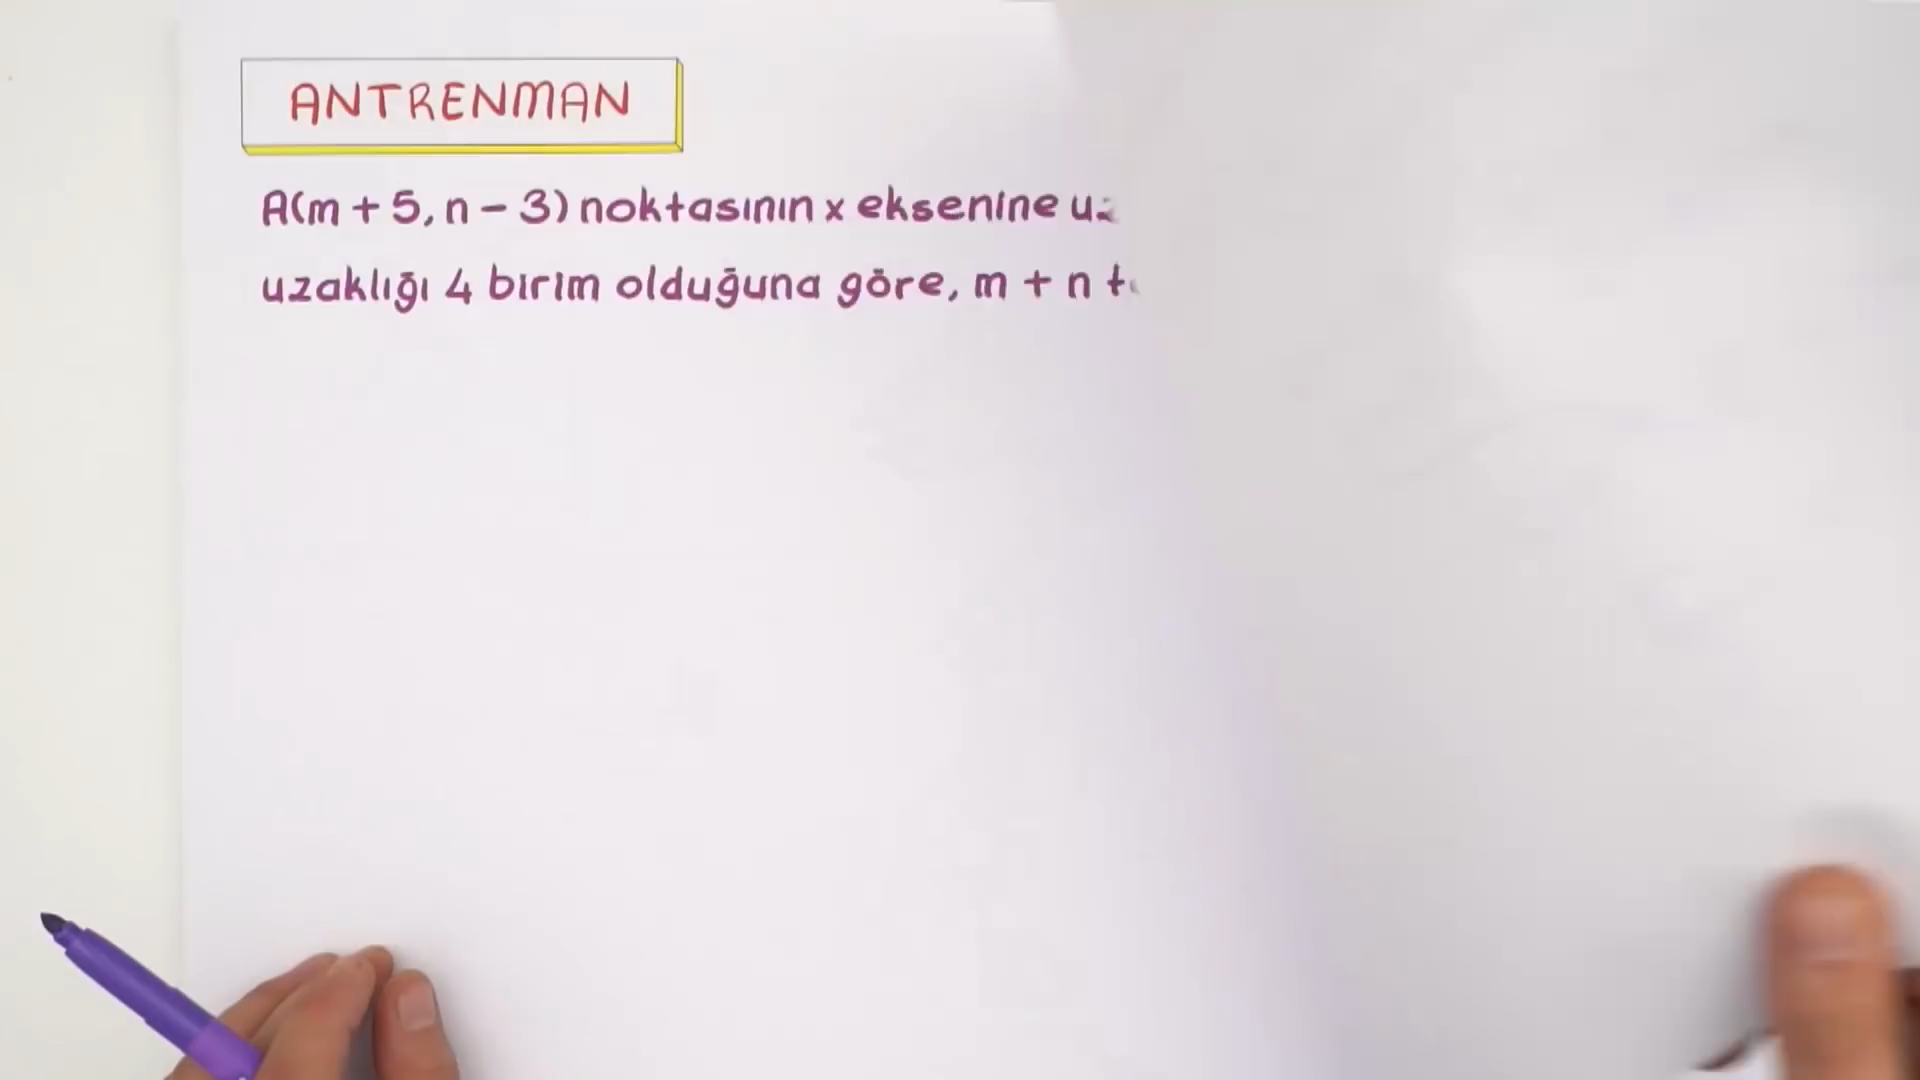 ANTRENMAN
A(m + 5, n - 3) noktasının x eksenine
uzaklığı 4 birim olduğuna göre, m + n